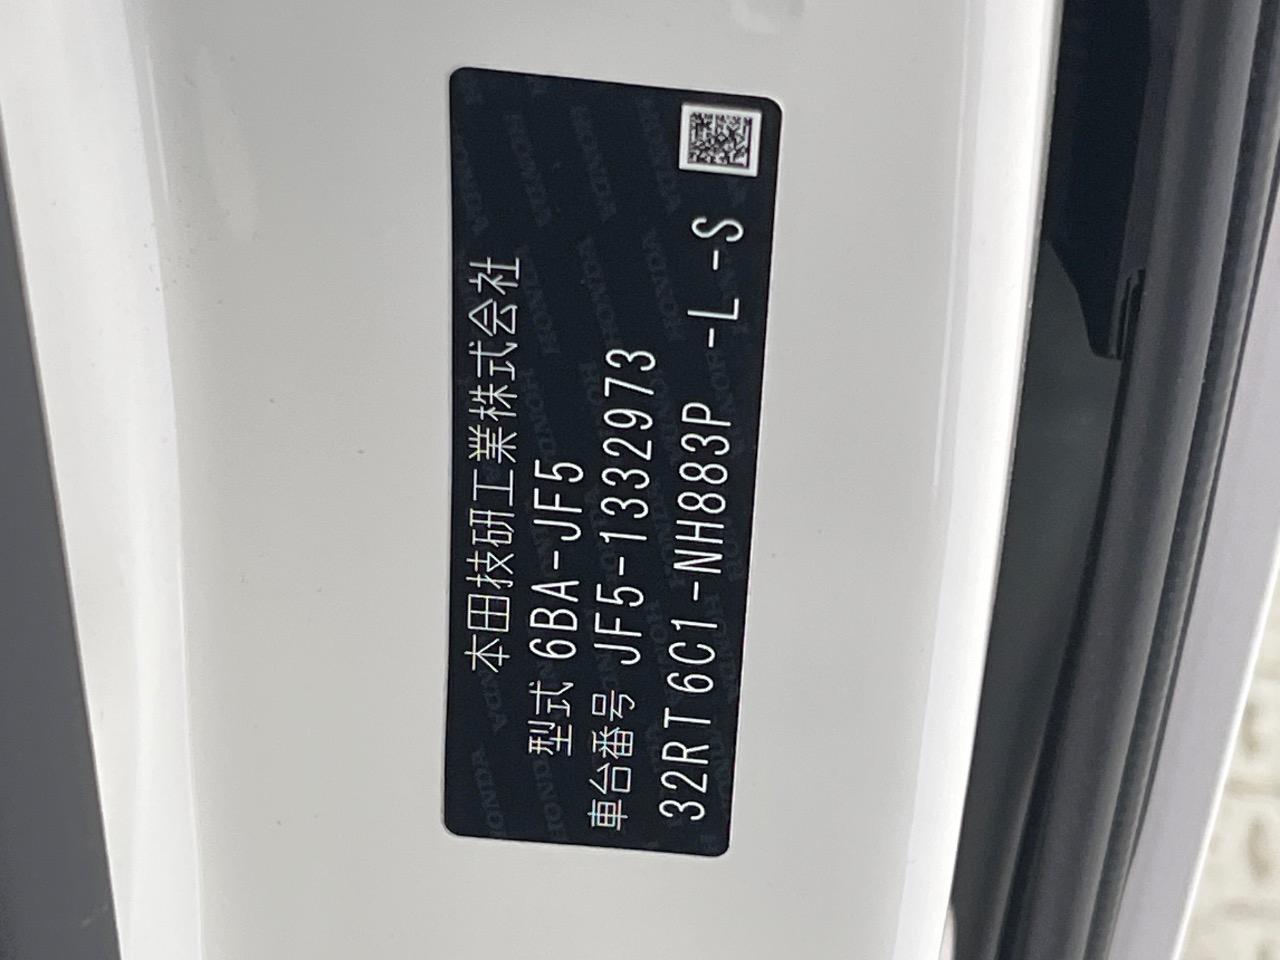 本田技研工業株式会社
型式 6BA-JF5
車台番号 JF5-1332973
32RT6C1-NH883P -L -S